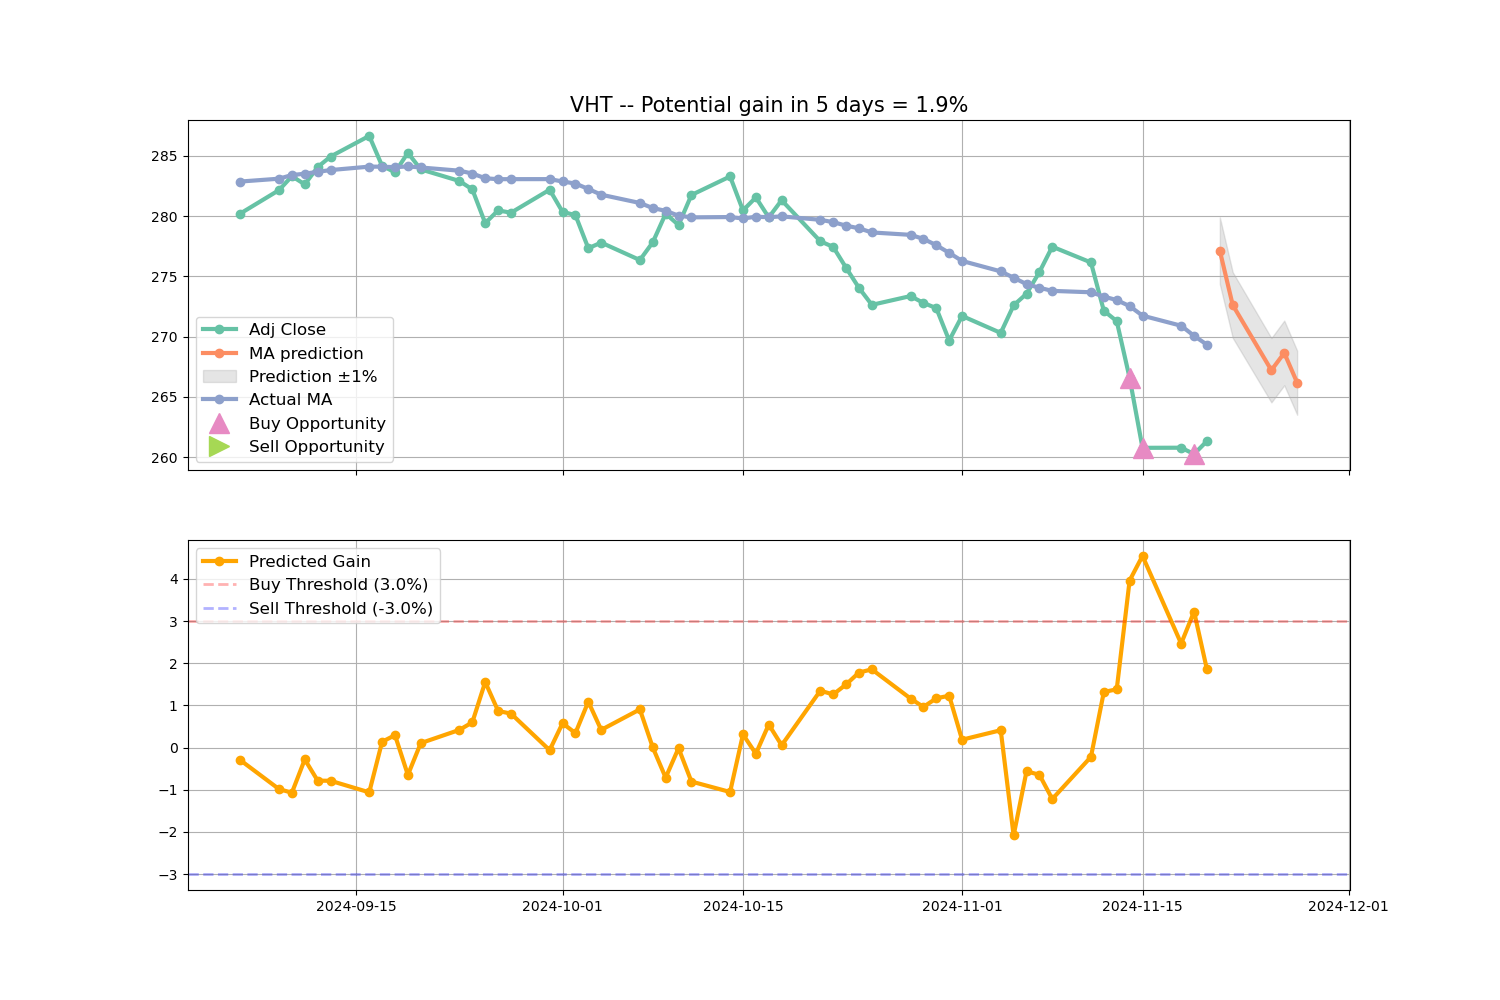 VHT -- Potential gain in 5 days = 1.9%
285
280
275
270
265
260
Adj Close
MA prediction
Prediction ±1%
Actual MA
Buy Opportunity
Sell Opportunity
4
3
2
1
0
−1
−2
−3
Predicted Gain
Buy Threshold (3.0%)
Sell Threshold (-3.0%)
2024-09-15
2024-10-01
2024-10-15
2024-11-01
2024-11-15
2024-12-01